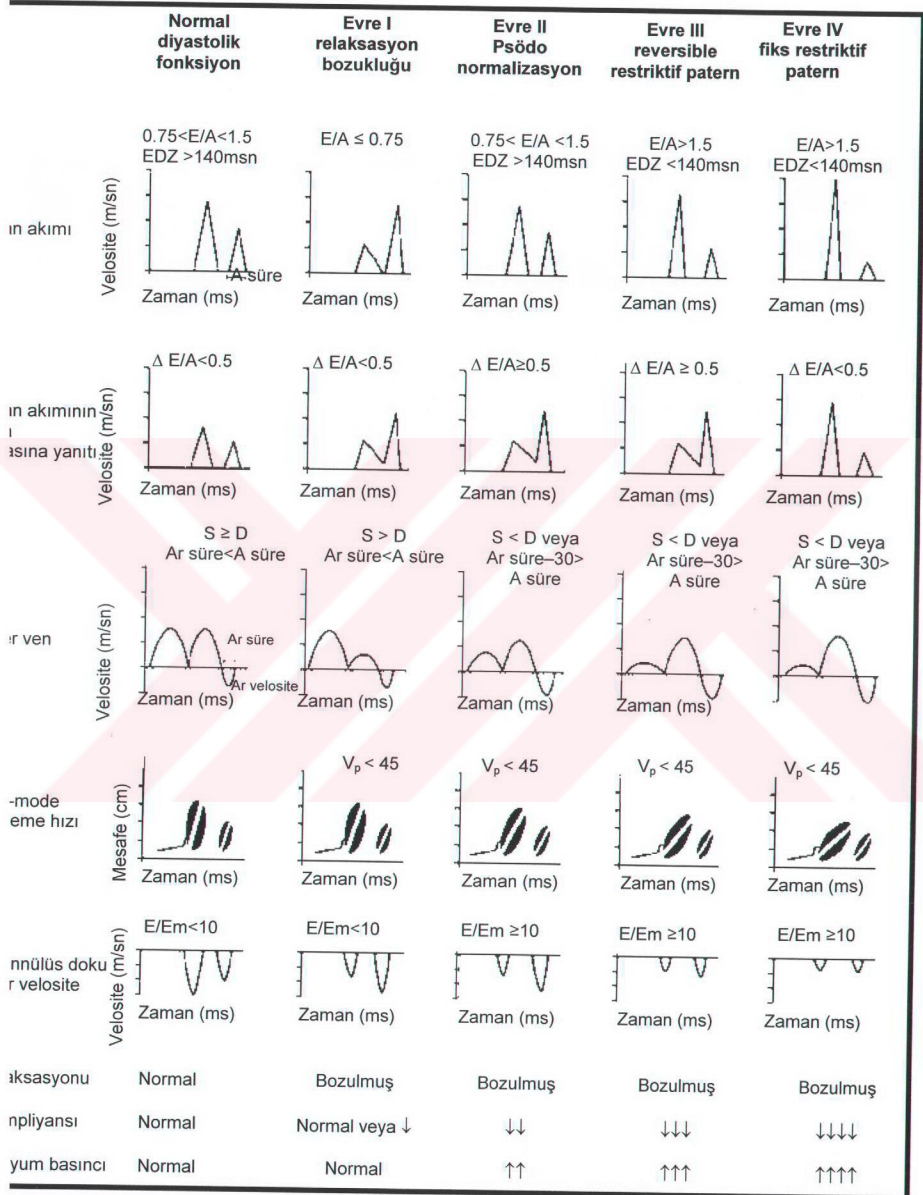 Normal diyastolik fonksiyon
Evre I relaksasyon bozukluğu
Evre II Psödo normalizasyon
Evre III reversible restriktif patern
Evre IV fiks restriktif patern
ın akımı
Velosite (m/sn)
0.75<E/A<1.5
EDZ >140msn
A süre
Zaman (ms)
E/A ≤ 0.75
Zaman (ms)
0.75< E/A <1.5
EDZ >140msn
Zaman (ms)
E/A>1.5
EDZ <140msn
Zaman (ms)
E/A>1.5
EDZ<140msn
Zaman (ms)
ın akımının
ı
asına yanıtı
Velosite (m/sn)
Δ E/A<0.5
Zaman (ms)
Δ E/A<0.5
Zaman (ms)
Δ E/A≥0.5
Zaman (ms)
Δ E/A ≥ 0.5
Zaman (ms)
Δ E/A<0.5
Zaman (ms)
er ven
Velosite (m/sn)
S ≥ D
Ar süre<A süre
Ar süre
Ar velosite
Zaman (ms)
S > D
Ar süre<A süre
Zaman (ms)
S < D veya
Ar süre–30>
A süre
Zaman (ms)
S < D veya
Ar süre–30>
A süre
Zaman (ms)
S < D veya
Ar süre–30>
A süre
Zaman (ms)
-mode
eme hızı
Mesafe (cm)
Zaman (ms)
Vp < 45
Zaman (ms)
Vp < 45
Zaman (ms)
Vp < 45
Zaman (ms)
Vp < 45
Zaman (ms)
nnülüs doku
r velosite
Velosite (m/sn)
E/Em<10
Zaman (ms)
E/Em<10
Zaman (ms)
E/Em ≥10
Zaman (ms)
E/Em ≥10
Zaman (ms)
E/Em ≥10
Zaman (ms)
aksasyonu Normal Bozulmuş Bozulmuş Bozulmuş Bozulmuş
mpliyansı Normal Normal veya ↓ ↓↓ ↓↓↓ ↓↓↓↓
yum basıncı Normal Normal ↑↑ ↑↑↑ ↑↑↑↑